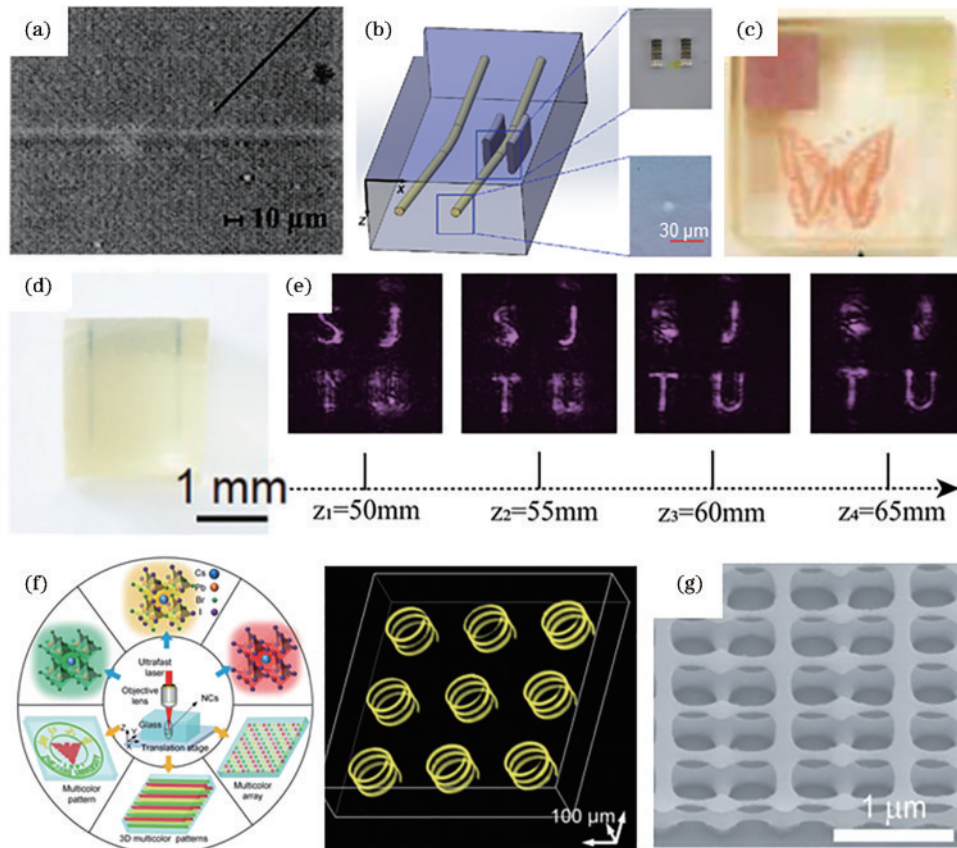 (a)
10 μm
(b)
x
z
30 μm
(c)
(d)
1 mm
(e)
S J
T U
S J
T U
J
T U
T U
z₁=50mm
z₂=55mm
z₃=60mm
z₄=65mm
(f)
Cs
Pb
Br
I
Ultrafast
laser
Objective
lens
NCs
Glass
Z
Y
X
Translation stage
Multicolor
pattern
Multicolor
array
3D multicolor patterns
100 μm
(g)
1 μm